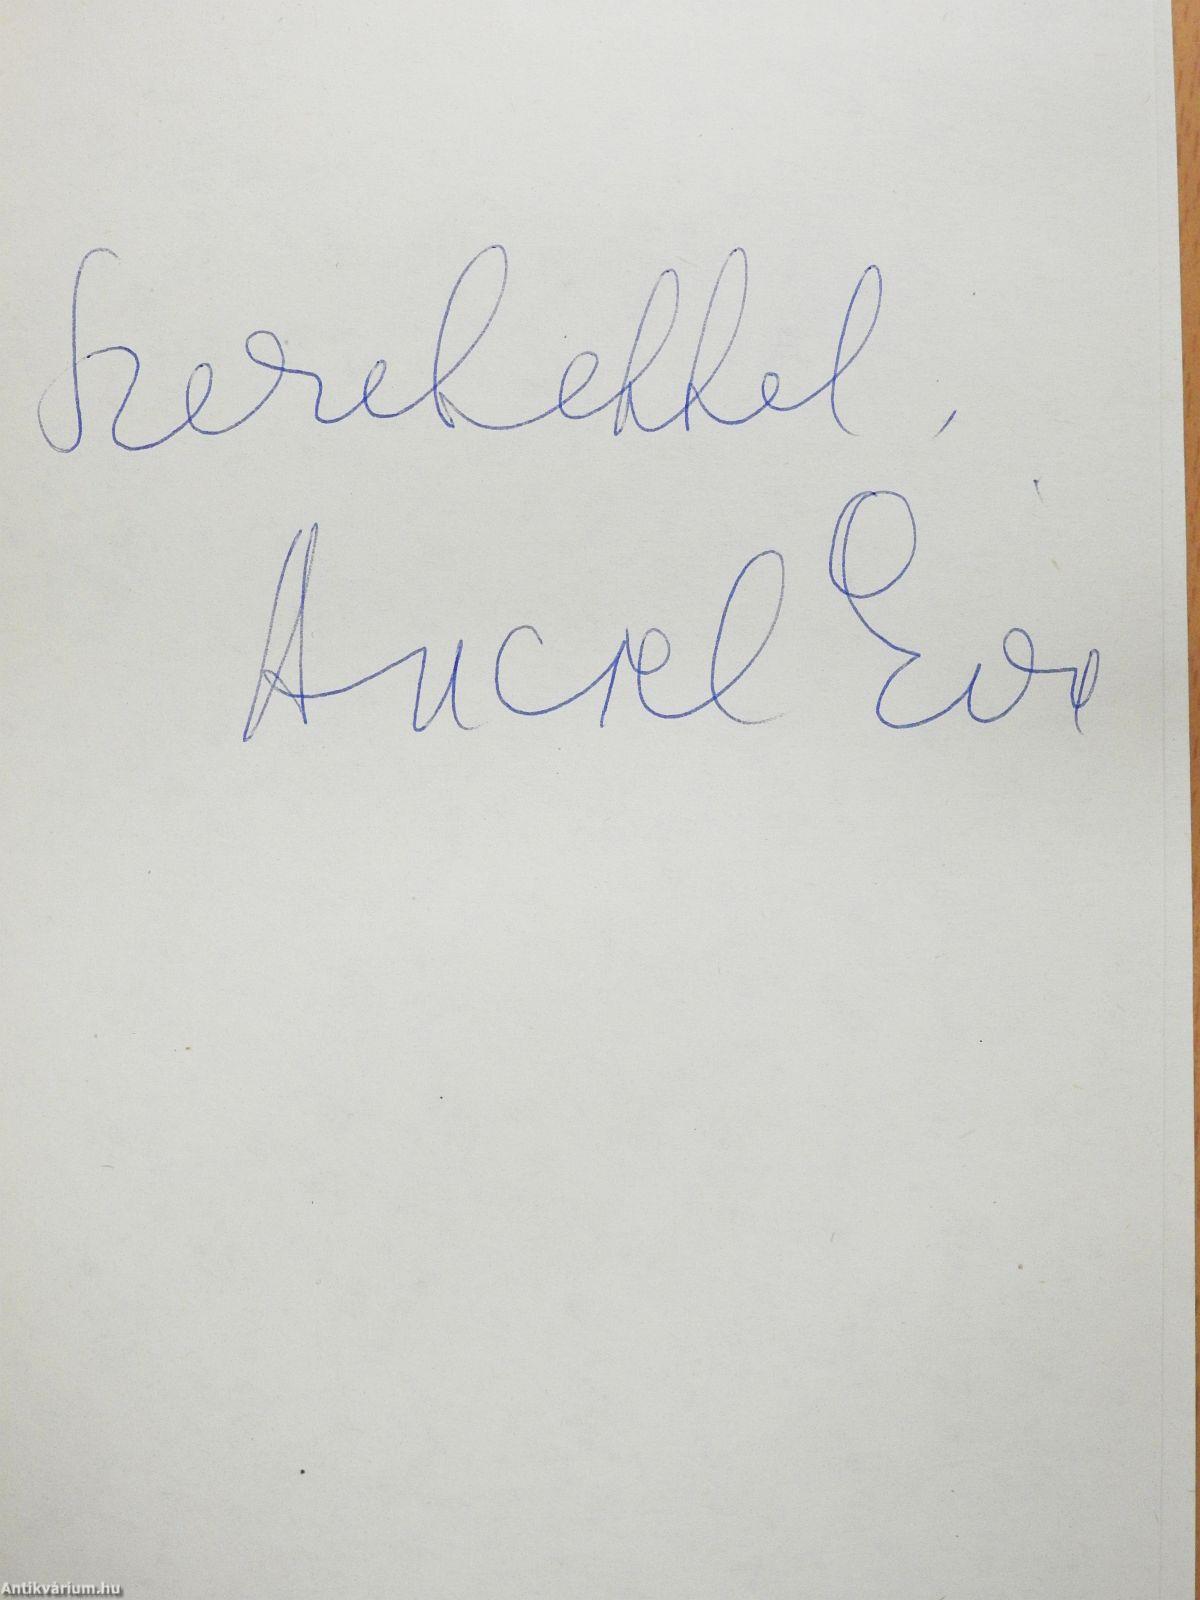 Szeretettel,
Ancsel Éva
Antikvárium.hu